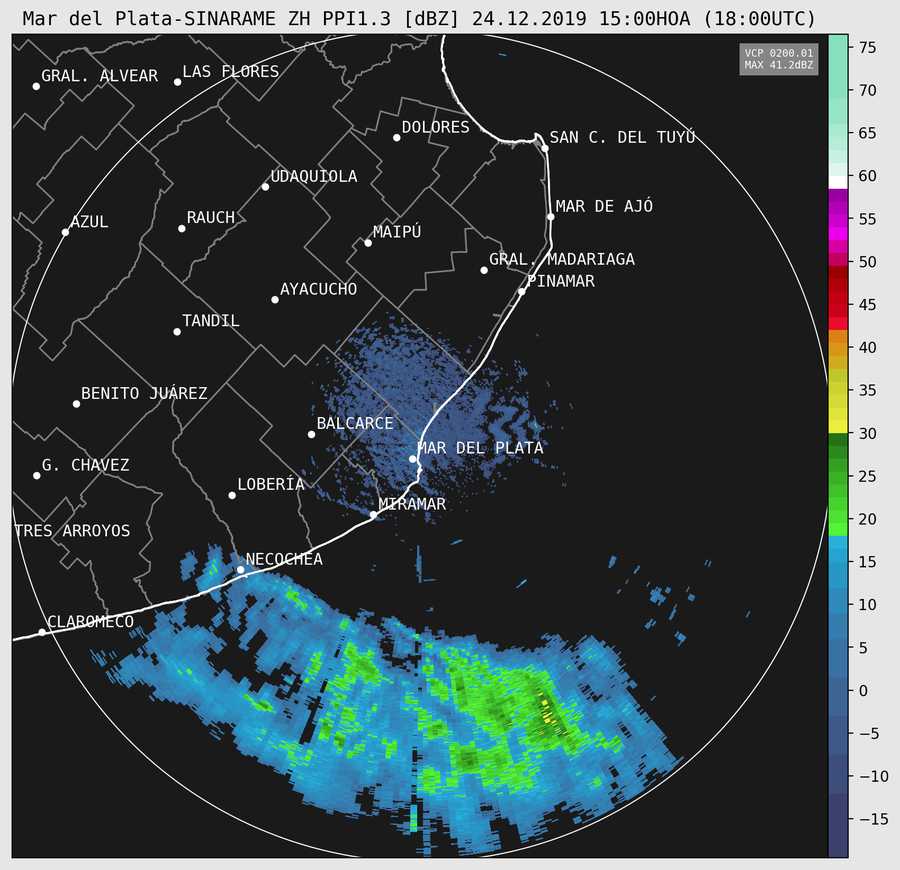 Mar del Plata-SINARAME ZH PPI1.3 [dBZ] 24.12.2019 15:00HOA (18:00UTC)
VCP 0200.01
MAX 41.2dBZ
GRAL. ALVEAR
LAS FLORES
DOLORES
SAN C. DEL TUYÚ
UDAQUIOLA
MAR DE AJÓ
RAUCH
AZUL
MAIPÚ
GRAL. MADARIAGA
PINAMAR
AYACUCHO
TANDIL
BENITO JUÁREZ
BALCARCE
MAR DEL PLATA
G. CHAVEZ
LOBERÍA
MIRAMAR
TRES ARROYOS
NECOCHEA
CLAROMECO
75
70
65
60
55
50
45
40
35
30
25
20
15
10
5
0
−5
−10
−15